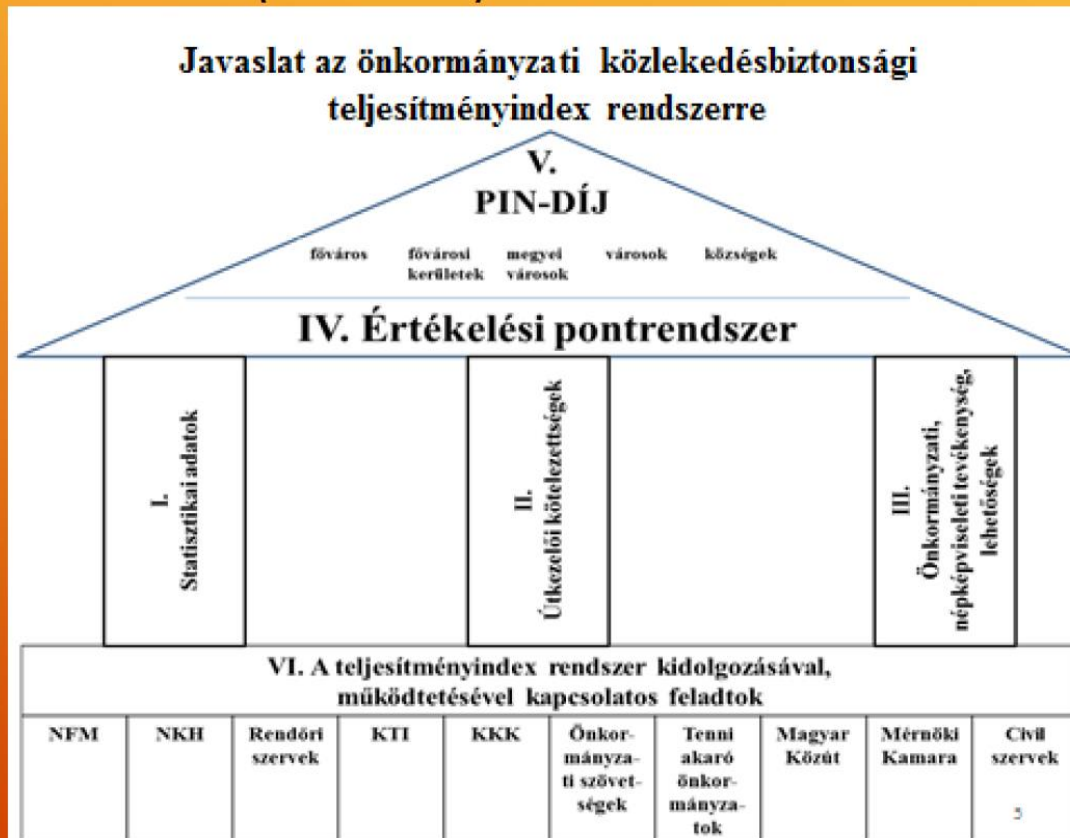 Javaslat az önkormányzati közlekedésbiztonsági
teljesítményindex rendszerre
V.
PIN-DÍJ
főváros fővárosi megyei városok községek
kerületek városok
IV. Értékelési pontrendszer
I.
Statisztikai adatok
II.
Útkezelői kötelezettségek
III.
Önkormányzati,
népképviseleti tevékenység,
lehetőségek
VI. A teljesítményindex rendszer kidolgozásával,
működtetésével kapcsolatos feladtok
NFM
NKH
Rendőri
szervek
KTI
KKK
Önkor-
mányza-
ti szövet-
ségek
Tenni
akaró
önkor-
mányza-
tok
Magyar
Közút
Mérnöki
Kamara
Civil
szervek
5